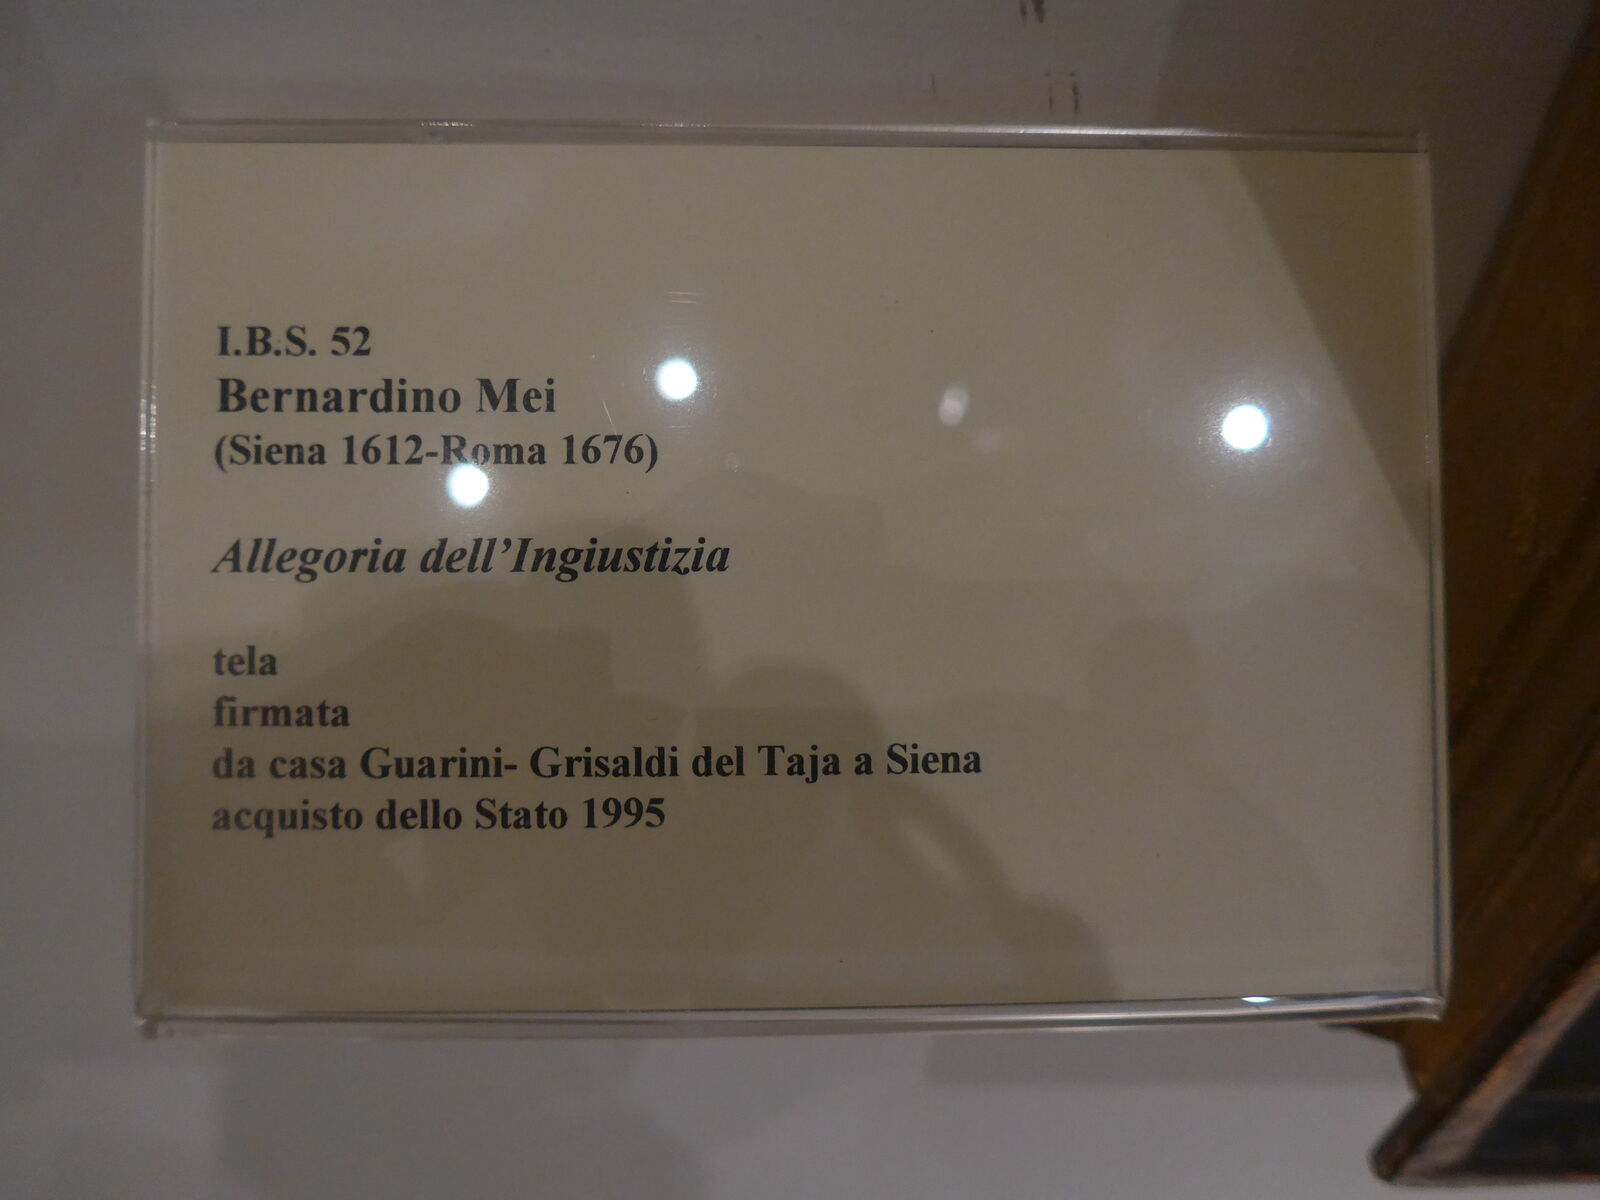 I.B.S. 52
Bernardino Mei
(Siena 1612-Roma 1676)
Allegoria dell’Ingiustizia
tela
firmata
da casa Guarini- Grisaldi del Taja a Siena
acquisto dello Stato 1995